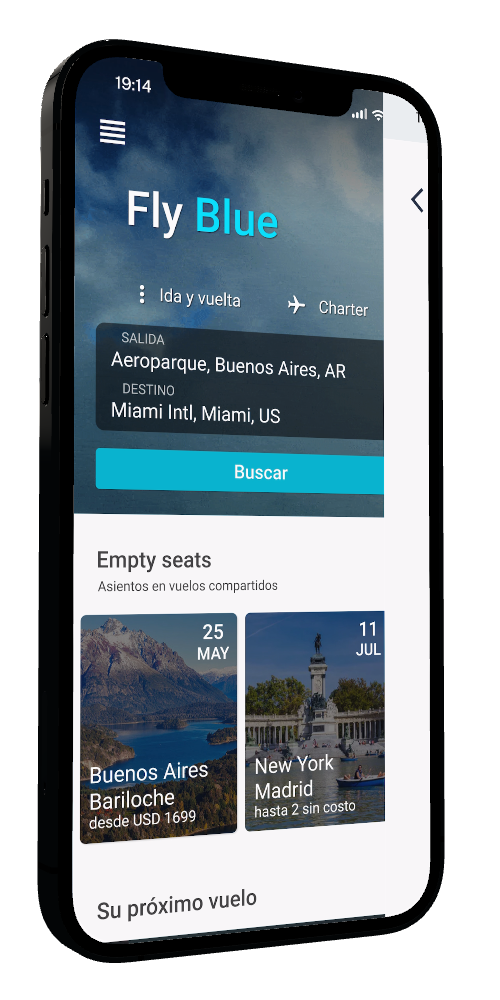 19:14
Fly Blue
Ida y vuelta
Charter
SALIDA
Aeroparque, Buenos Aires, AR
DESTINO
Miami Intl, Miami, US
Buscar
Empty seats
Asientos en vuelos compartidos
25
MAY
Buenos Aires
Bariloche
desde USD 1699
11
JUL
New York
Madrid
hasta 2 sin costo
Su próximo vuelo